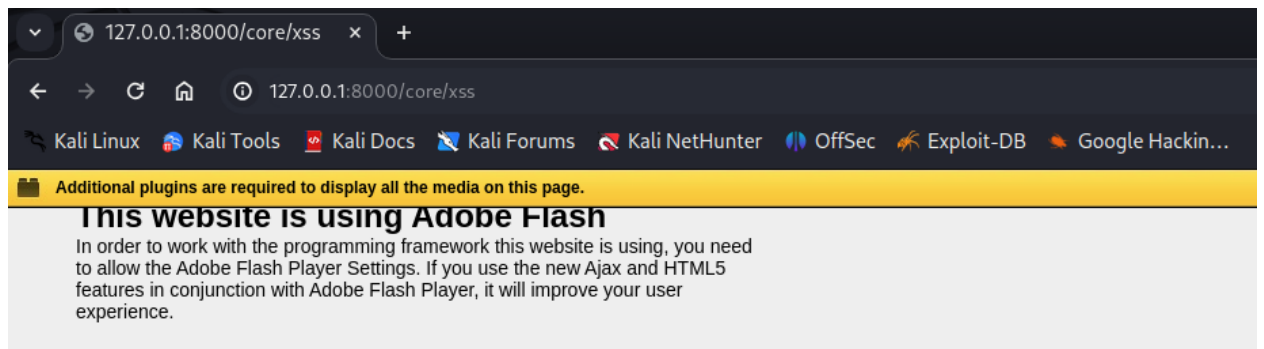 127.0.0.1:8000/core/xss
127.0.0.1:8000/core/xss
Kali Linux Kali Tools Kali Docs Kali Forums Kali NetHunter OffSec Exploit-DB Google Hackin...
Additional plugins are required to display all the media on this page.
This website is using Adobe Flash
In order to work with the programming framework this website is using, you need
to allow the Adobe Flash Player Settings. If you use the new Ajax and HTML5
features in conjunction with Adobe Flash Player, it will improve your user
experience.